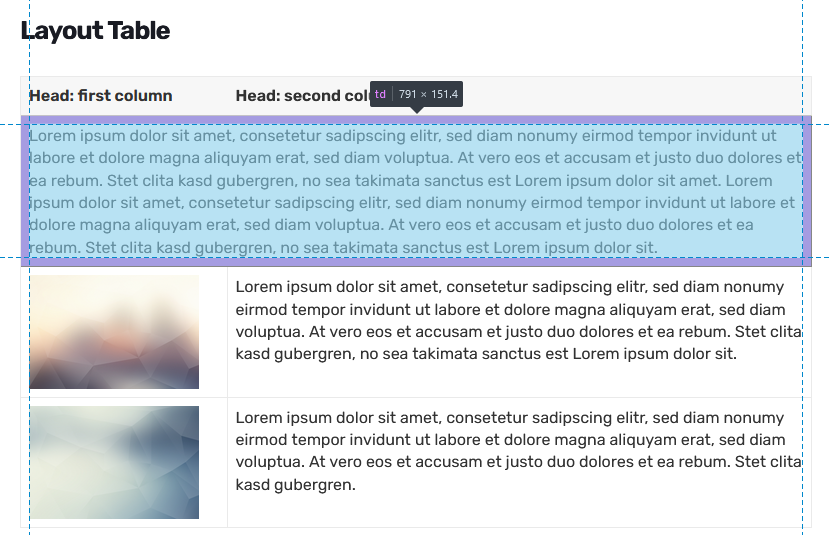 Layout Table
td 791 × 151.4
Head: first column Head: second col
Lorem ipsum dolor sit amet, consetetur sadipscing elitr, sed diam nonumy eirmod tempor invidunt ut
labore et dolore magna aliquyam erat, sed diam voluptua. At vero eos et accusam et justo duo dolores et
ea rebum. Stet clita kasd gubergren, no sea takimata sanctus est Lorem ipsum dolor sit amet. Lorem
ipsum dolor sit amet, consetetur sadipscing elitr, sed diam nonumy eirmod tempor invidunt ut labore et
dolore magna aliquyam erat, sed diam voluptua. At vero eos et accusam et justo duo dolores et ea
rebum. Stet clita kasd gubergren, no sea takimata sanctus est Lorem ipsum dolor sit.
Lorem ipsum dolor sit amet, consetetur sadipscing elitr, sed diam nonumy
eirmod tempor invidunt ut labore et dolore magna aliquyam erat, sed diam
voluptua. At vero eos et accusam et justo duo dolores et ea rebum. Stet clita
kasd gubergren, no sea takimata sanctus est Lorem ipsum dolor sit.
Lorem ipsum dolor sit amet, consetetur sadipscing elitr, sed diam nonumy
eirmod tempor invidunt ut labore et dolore magna aliquyam erat, sed diam
voluptua. At vero eos et accusam et justo duo dolores et ea rebum. Stet clita
kasd gubergren.